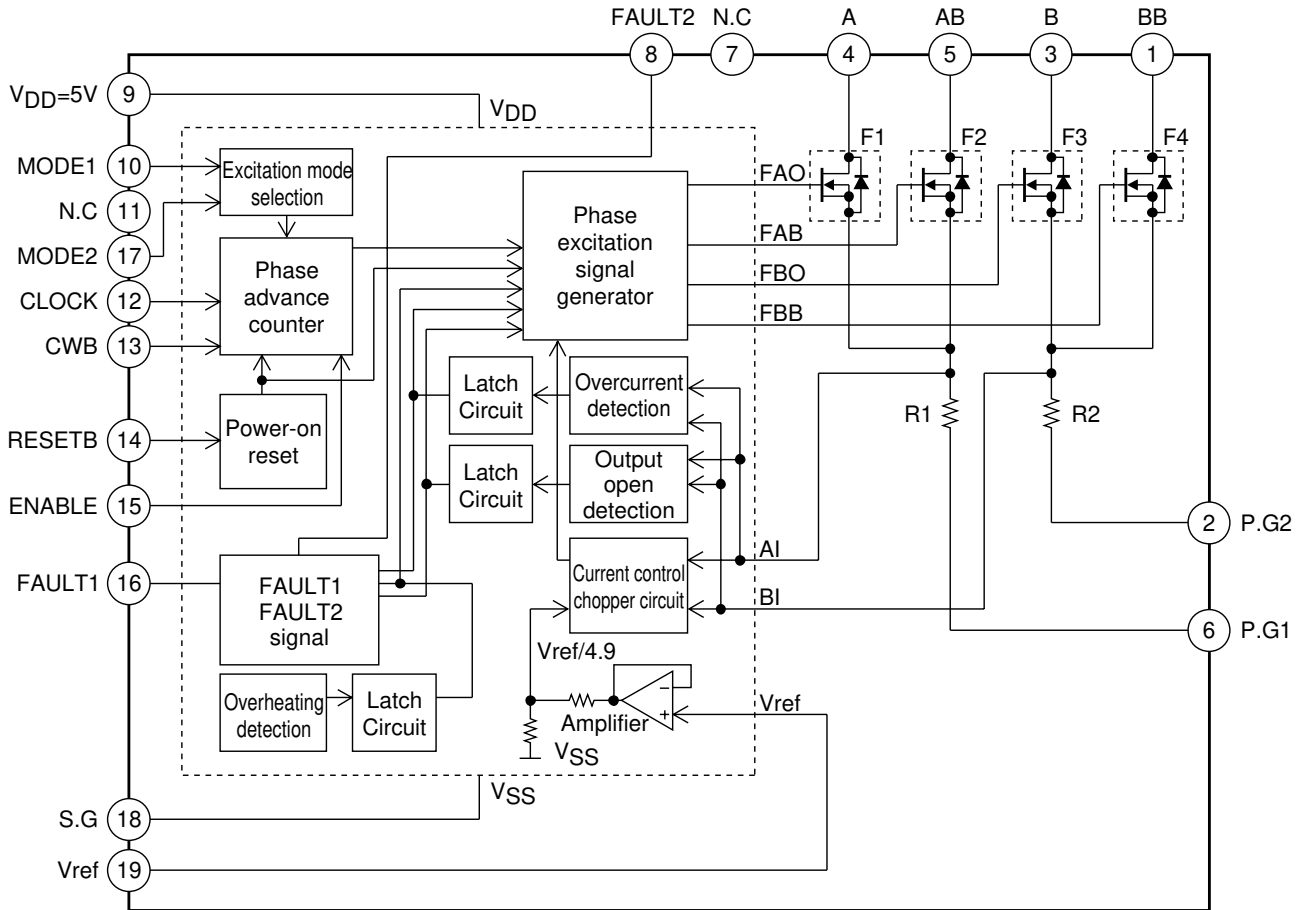 FAULT2 N.C A AB B BB
8 7 4 5 3 1
VDD=5V 9
VDD
MODE1 10
N.C 11
MODE2 17
CLOCK 12
CWB 13
RESETB 14
ENABLE 15
FAULT1 16
Excitation mode
selection
Phase
advance
counter
Power-on
reset
FAULT1
FAULT2
signal
Overheating
detection
Latch
Circuit
Phase
excitation
signal
generator
FAO
FAB
FBO
FBB
F1 F2 F3 F4
Latch
Circuit
Overcurrent
detection
Latch
Circuit
Output
open
detection
Current control
chopper circuit
AI
BI
R1 R2
2 P.G2
6 P.G1
Vref/4.9
Amplifier
−
+
Vref
VSS
VSS
S.G 18
Vref 19